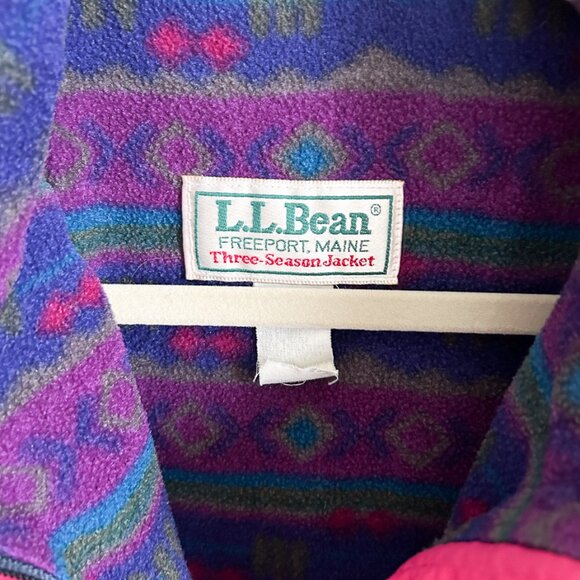 L.L.Bean®
FREEPORT, MAINE
Three-Season Jacket